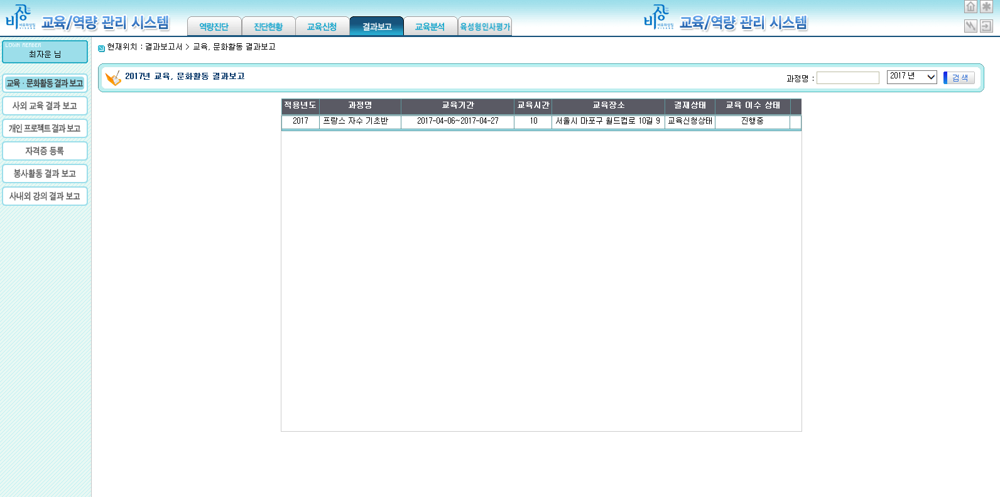 비상 교육/역량 관리 시스템
역량진단 진단현황 교육신청 결과보고 교육분석 육성형인사평가
비상 교육/역량 관리 시스템
LOGIN MEMBER
최자운 님
교육·문화활동 결과 보고
사외 교육 결과 보고
개인 프로젝트 결과 보고
자격증 등록
봉사활동 결과 보고
사내외 강의 결과 보고
현재위치 : 결과보고서 > 교육, 문화활동 결과보고
2017년 교육, 문화활동 결과보고
과정명 : 2017 년 검 색
적용년도 과정명 교육기간 교육시간 교육장소 결재상태 교육 이수 상태
2017 프랑스 자수 기초반 2017-04-06~2017-04-27 10 서울시 마포구 월드컵로 10길 9 교육신청상태 진행중